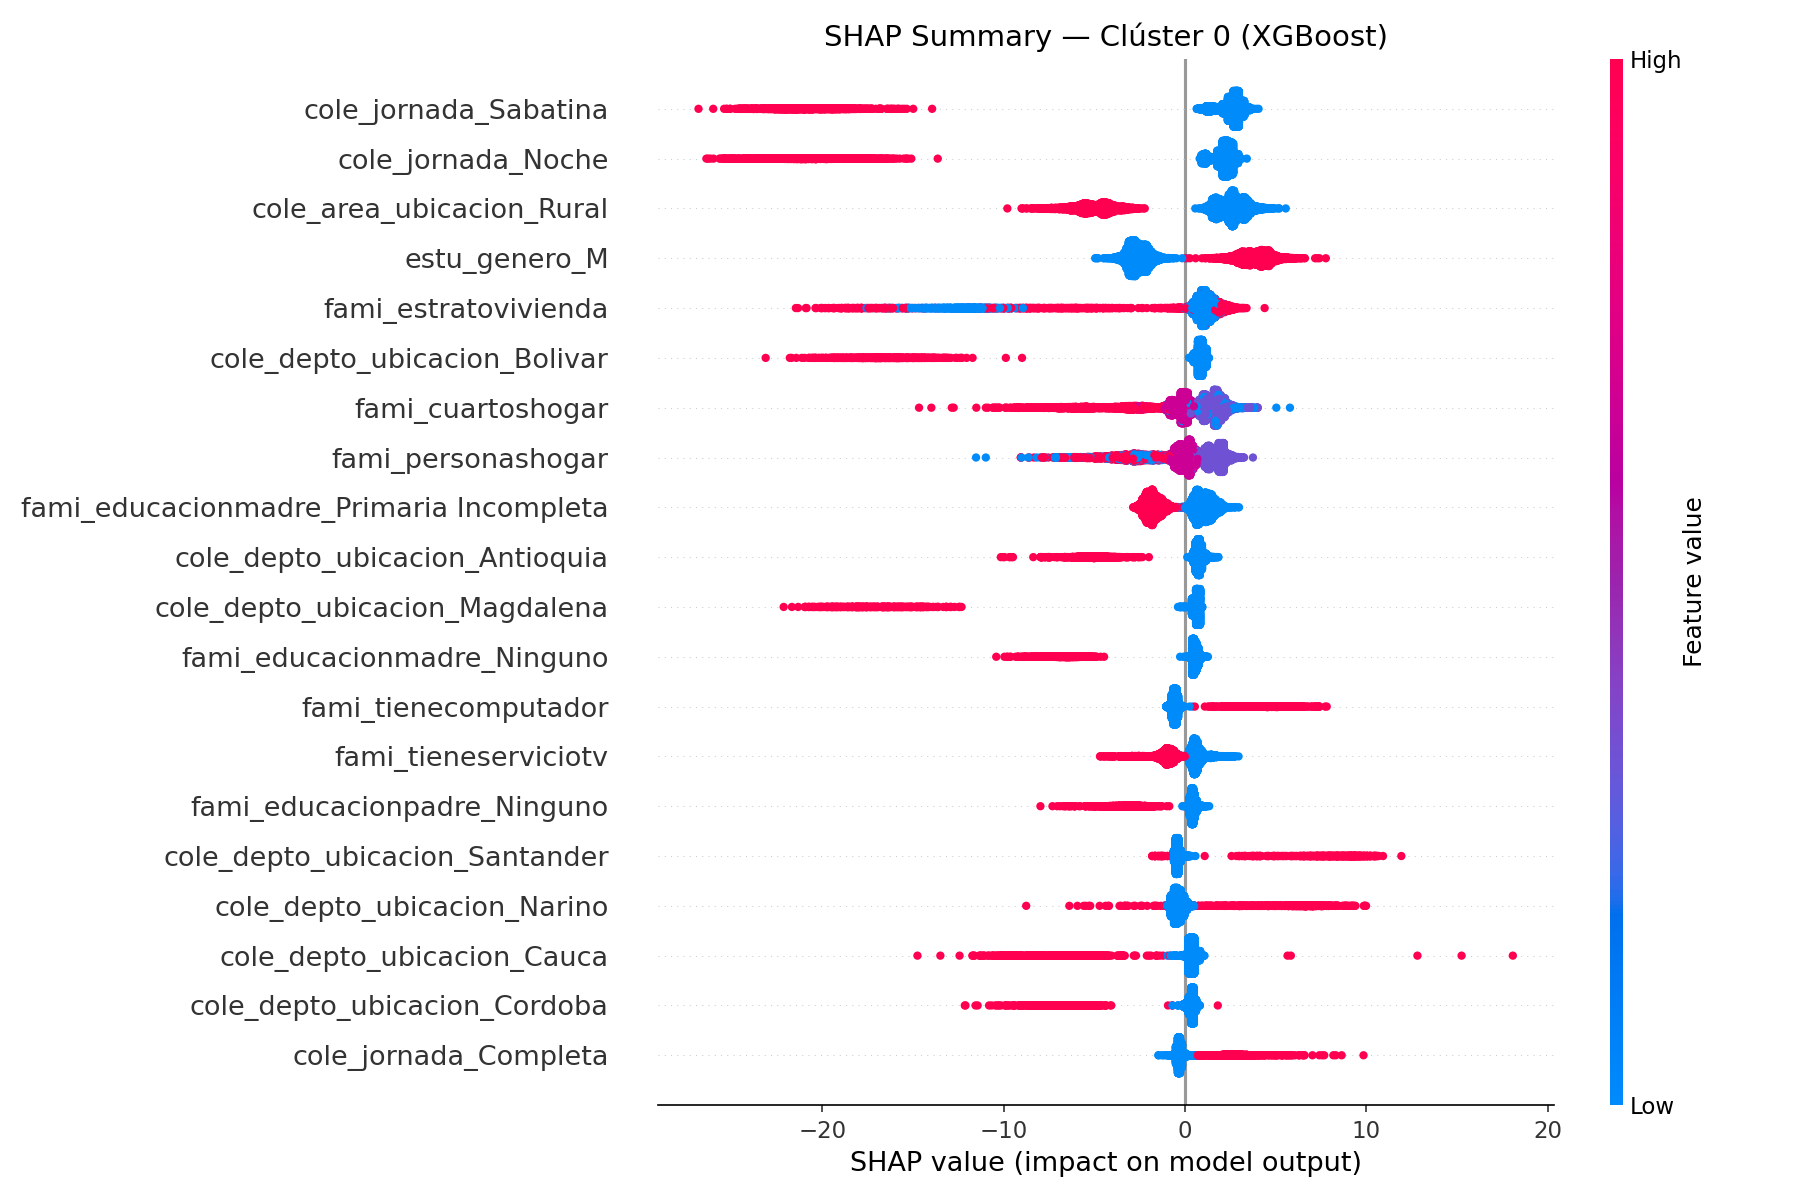 SHAP Summary — Clúster 0 (XGBoost)
High
cole_jornada_Sabatina
cole_jornada_Noche
cole_area_ubicacion_Rural
estu_genero_M
fami_estratovivienda
cole_depto_ubicacion_Bolivar
fami_cuartoshogar
fami_personashogar
fami_educacionmadre_Primaria Incompleta
cole_depto_ubicacion_Antioquia
cole_depto_ubicacion_Magdalena
fami_educacionmadre_Ninguno
fami_tienecomputador
fami_tieneserviciotv
fami_educacionpadre_Ninguno
cole_depto_ubicacion_Santander
cole_depto_ubicacion_Narino
cole_depto_ubicacion_Cauca
cole_depto_ubicacion_Cordoba
cole_jornada_Completa
Feature value
Low
−20 −10 0 10 20
SHAP value (impact on model output)